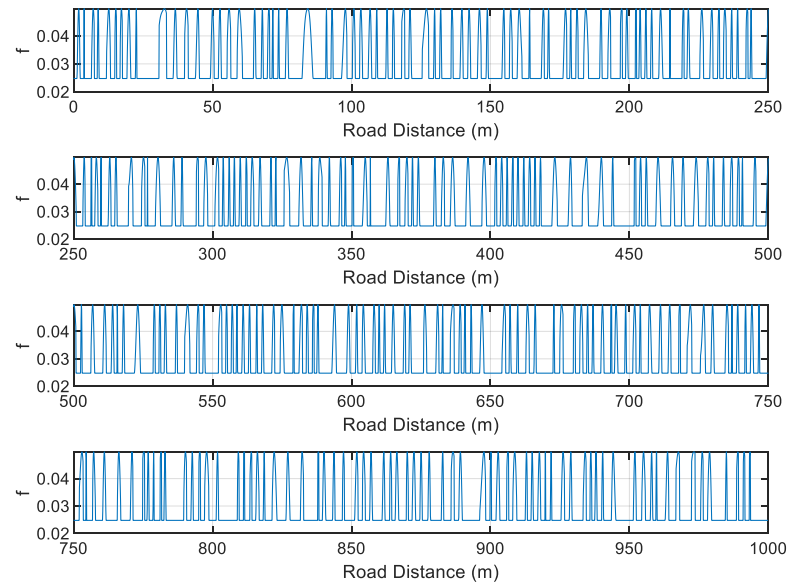 f
0.04
0.03
0.02
0 50 100 150 200 250
Road Distance (m)
f
0.04
0.03
0.02
250 300 350 400 450 500
Road Distance (m)
f
0.04
0.03
0.02
500 550 600 650 700 750
Road Distance (m)
f
0.04
0.03
0.02
750 800 850 900 950 1000
Road Distance (m)